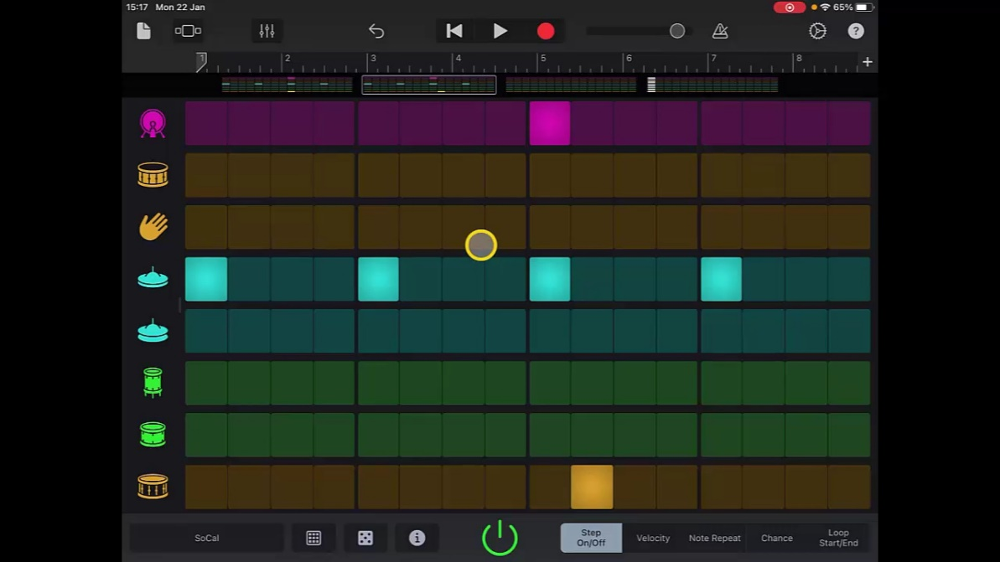 15:17 Mon 22 Jan
65%
?
1 2 3 4 5 6 7 8 +
SoCal
Step
On/Off
Velocity
Note Repeat
Chance
Loop
Start/End